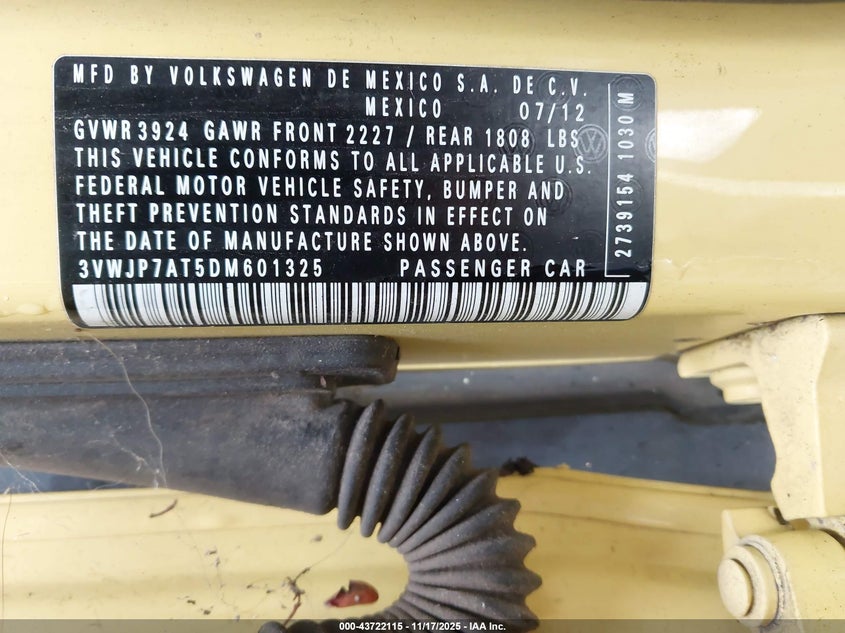 MFD BY VOLKSWAGEN DE MEXICO S.A. DE C.V.
MEXICO 07/12
GVWR 3924 GAWR FRONT 2227 / REAR 1808 LBS
THIS VEHICLE CONFORMS TO ALL APPLICABLE U.S.
FEDERAL MOTOR VEHICLE SAFETY, BUMPER AND
THEFT PREVENTION STANDARDS IN EFFECT ON
THE DATE OF MANUFACTURE SHOWN ABOVE.
3VWJP7AT5DM601325 PASSENGER CAR
2739154 1030 M
000-43722115 - 11/17/2025 - IAA Inc.